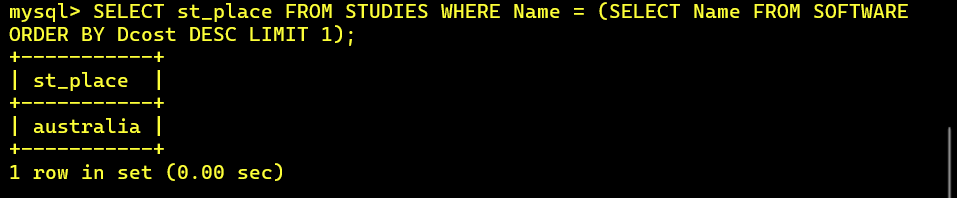 mysql> SELECT st_place FROM STUDIES WHERE Name = (SELECT Name FROM SOFTWARE
ORDER BY Dcost DESC LIMIT 1);
+-----------+
| st_place  |
+-----------+
| australia |
+-----------+
1 row in set (0.00 sec)